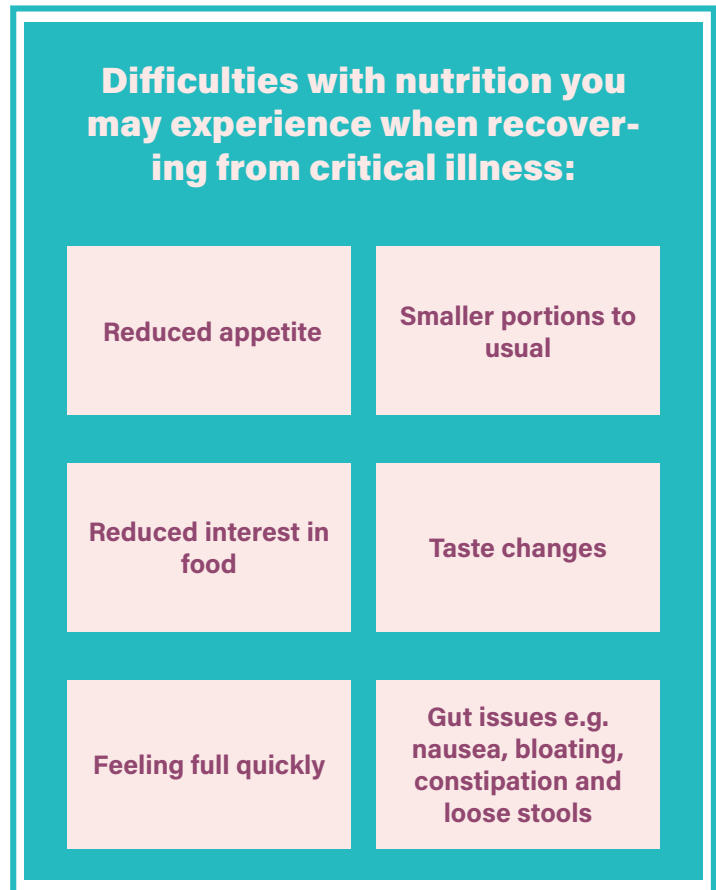 Difficulties with nutrition you
may experience when recover-
ing from critical illness:
Reduced appetite
Smaller portions to
usual
Reduced interest in
food
Taste changes
Feeling full quickly
Gut issues e.g.
nausea, bloating,
constipation and
loose stools